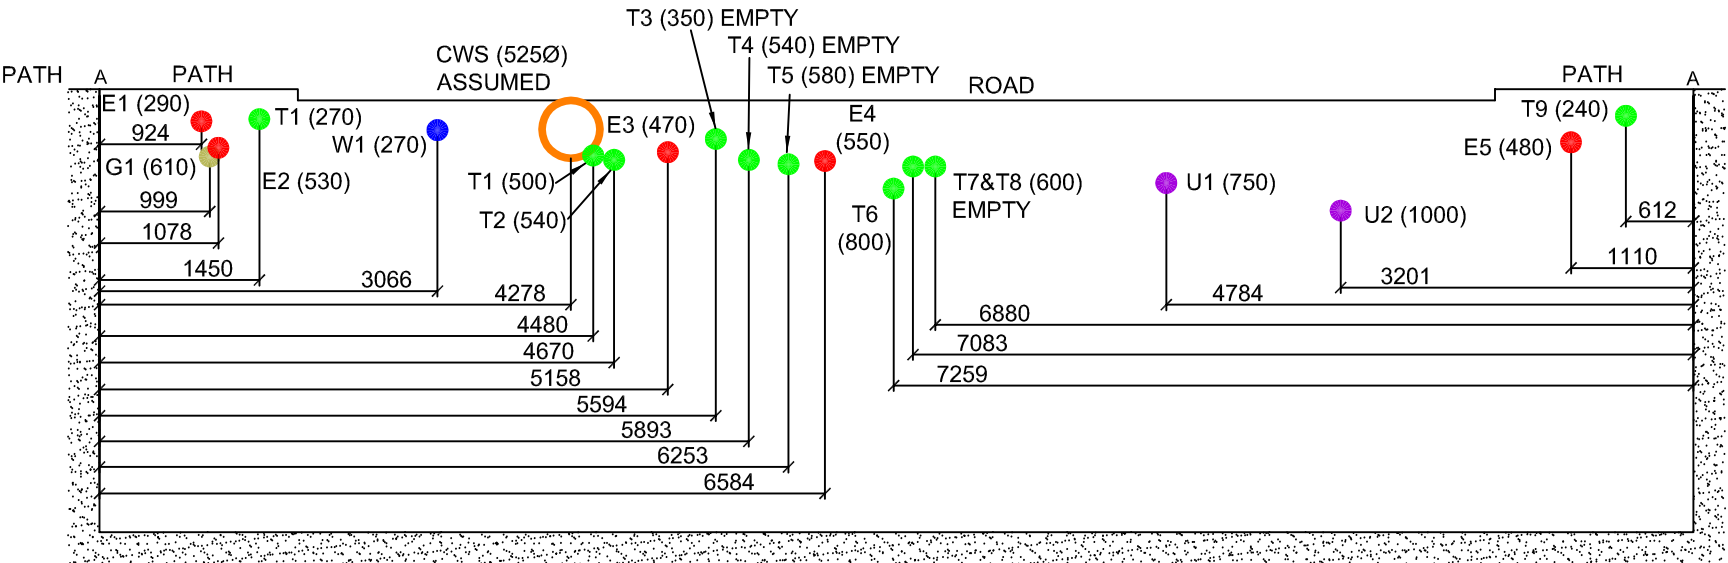 T3 (350) EMPTY
T4 (540) EMPTY
T5 (580) EMPTY
CWS (525Ø)
ASSUMED
PATH
A
PATH
ROAD
PATH
A
E1 (290)
T1 (270)
W1 (270)
E3 (470)
E4
(550)
T9 (240)
E5 (480)
924
G1 (610)
E2 (530)
T1 (500)
T2 (540)
T6
(800)
T7&T8 (600)
EMPTY
U1 (750)
U2 (1000)
999
1078
1450
3066
4278
4480
4670
5158
5594
5893
6253
6584
612
1110
3201
4784
6880
7083
7259